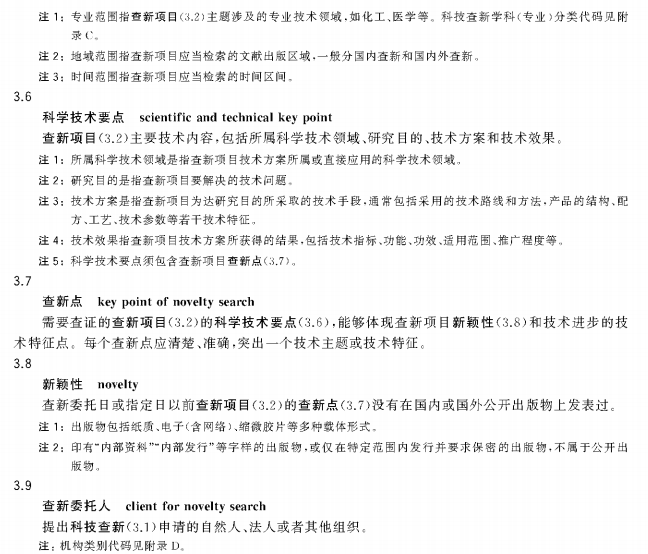 注1：专业范围指查新项目(3.2)主题涉及的专业技术领域，如化工、医学等。科技查新学科(专业)分类代码见附
录C。
注2：地域范围指查新项目应当检索的文献出版区域，一般分国内查新和国内外查新。
注3：时间范围指查新项目应当检索的时间区间。
3.6
科学技术要点 scientific and technical key point
查新项目(3.2)主要技术内容，包括所属科学技术领域、研究目的、技术方案和技术效果。
注1：所属科学技术领域是指查新项目技术方案所属或直接应用的科学技术领域。
注2：研究目的是指查新项目要解决的技术问题。
注3：技术方案是指查新项目为达研究目的所采取的技术手段，通常包括采用的技术路线和方法，产品的结构、配
方、工艺、技术参数等若干技术特征。
注4：技术效果指查新项目技术方案所获得的结果，包括技术指标、功能、功效、适用范围、推广程度等。
注5：科学技术要点须包含查新项目查新点(3.7)。
3.7
查新点 key point of novelty search
需要查证的查新项目(3.2)的科学技术要点(3.6)，能够体现查新项目新颖性(3.8)和技术进步的技
术特征点。每个查新点应清楚、准确，突出一个技术主题或技术特征。
3.8
新颖性 novelty
查新委托日或指定日以前查新项目(3.2)的查新点(3.7)没有在国内或国外公开出版物上发表过。
注1：出版物包括纸质、电子(含网络)、缩微胶片等多种载体形式。
注2：印有“内部资料”“内部发行”等字样的出版物，或仅在特定范围内发行并要求保密的出版物，不属于公开出
版物。
3.9
查新委托人 client for novelty search
提出科技查新(3.1)申请的自然人、法人或者其他组织。
注：机构类别代码见附录D。